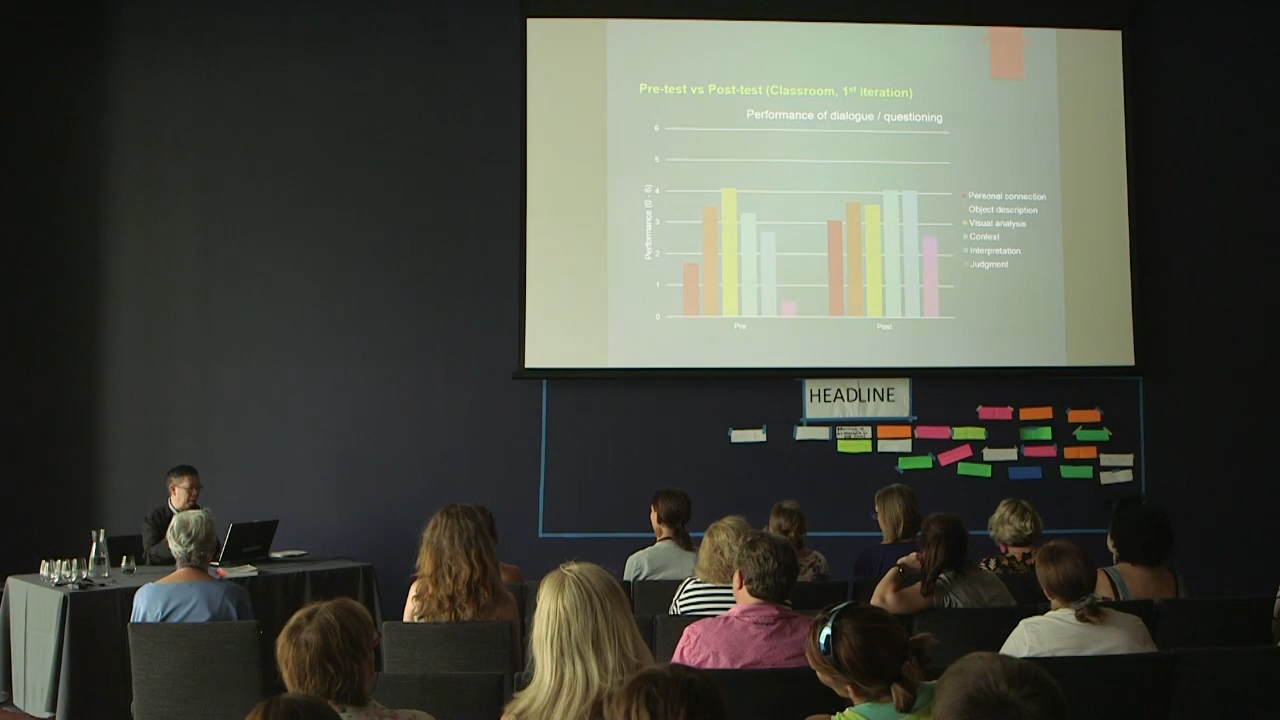 Pre-test vs Post-test (Classroom, 1st iteration)
Performance of dialogue / questioning
6
5
4
3
2
1
0
Performance (0 - 6)
Pre
Post
Personal connection
Object description
Visual analysis
Context
Interpretation
Judgment
HEADLINE